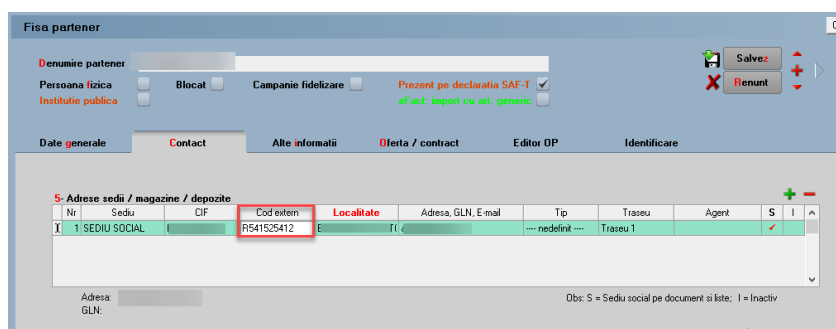 Fisa partener
Denumire partener
Salvez
Persoana fizica Blocat Campanie fidelizare Prezent pe declaratia SAF-T
Renunt
Institutie publica eFact: import cu art. generic
Date generale Contact Alte informatii Oferta / contract Editor OP Identificare
5- Adrese sedii / magazine / depozite
Nr Sediu CIF Cod extern Localitate Adresa, GLN, E-mail Tip Traseu Agent S I
1 SEDIU SOCIAL R541525412 ---- nedefinit ---- Traseu 1
Adresa: Obs: S = Sediu social pe document si liste; I = Inactiv
GLN: